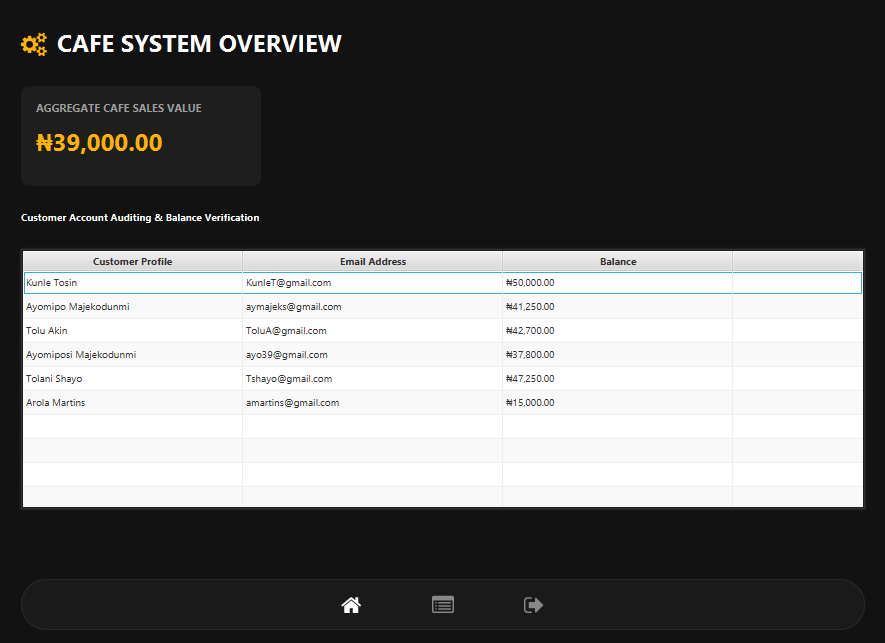 CAFE SYSTEM OVERVIEW
AGGREGATE CAFE SALES VALUE
₦39,000.00
Customer Account Auditing & Balance Verification
Customer Profile Email Address Balance
Kunle Tosin KunleT@gmail.com ₦50,000.00
Ayomipo Majekodunmi aymajeks@gmail.com ₦41,250.00
Tolu Akin ToluA@gmail.com ₦42,700.00
Ayomiposi Majekodunmi ayo39@gmail.com ₦37,800.00
Tolani Shayo Tshayo@gmail.com ₦47,250.00
Arola Martins amartins@gmail.com ₦15,000.00